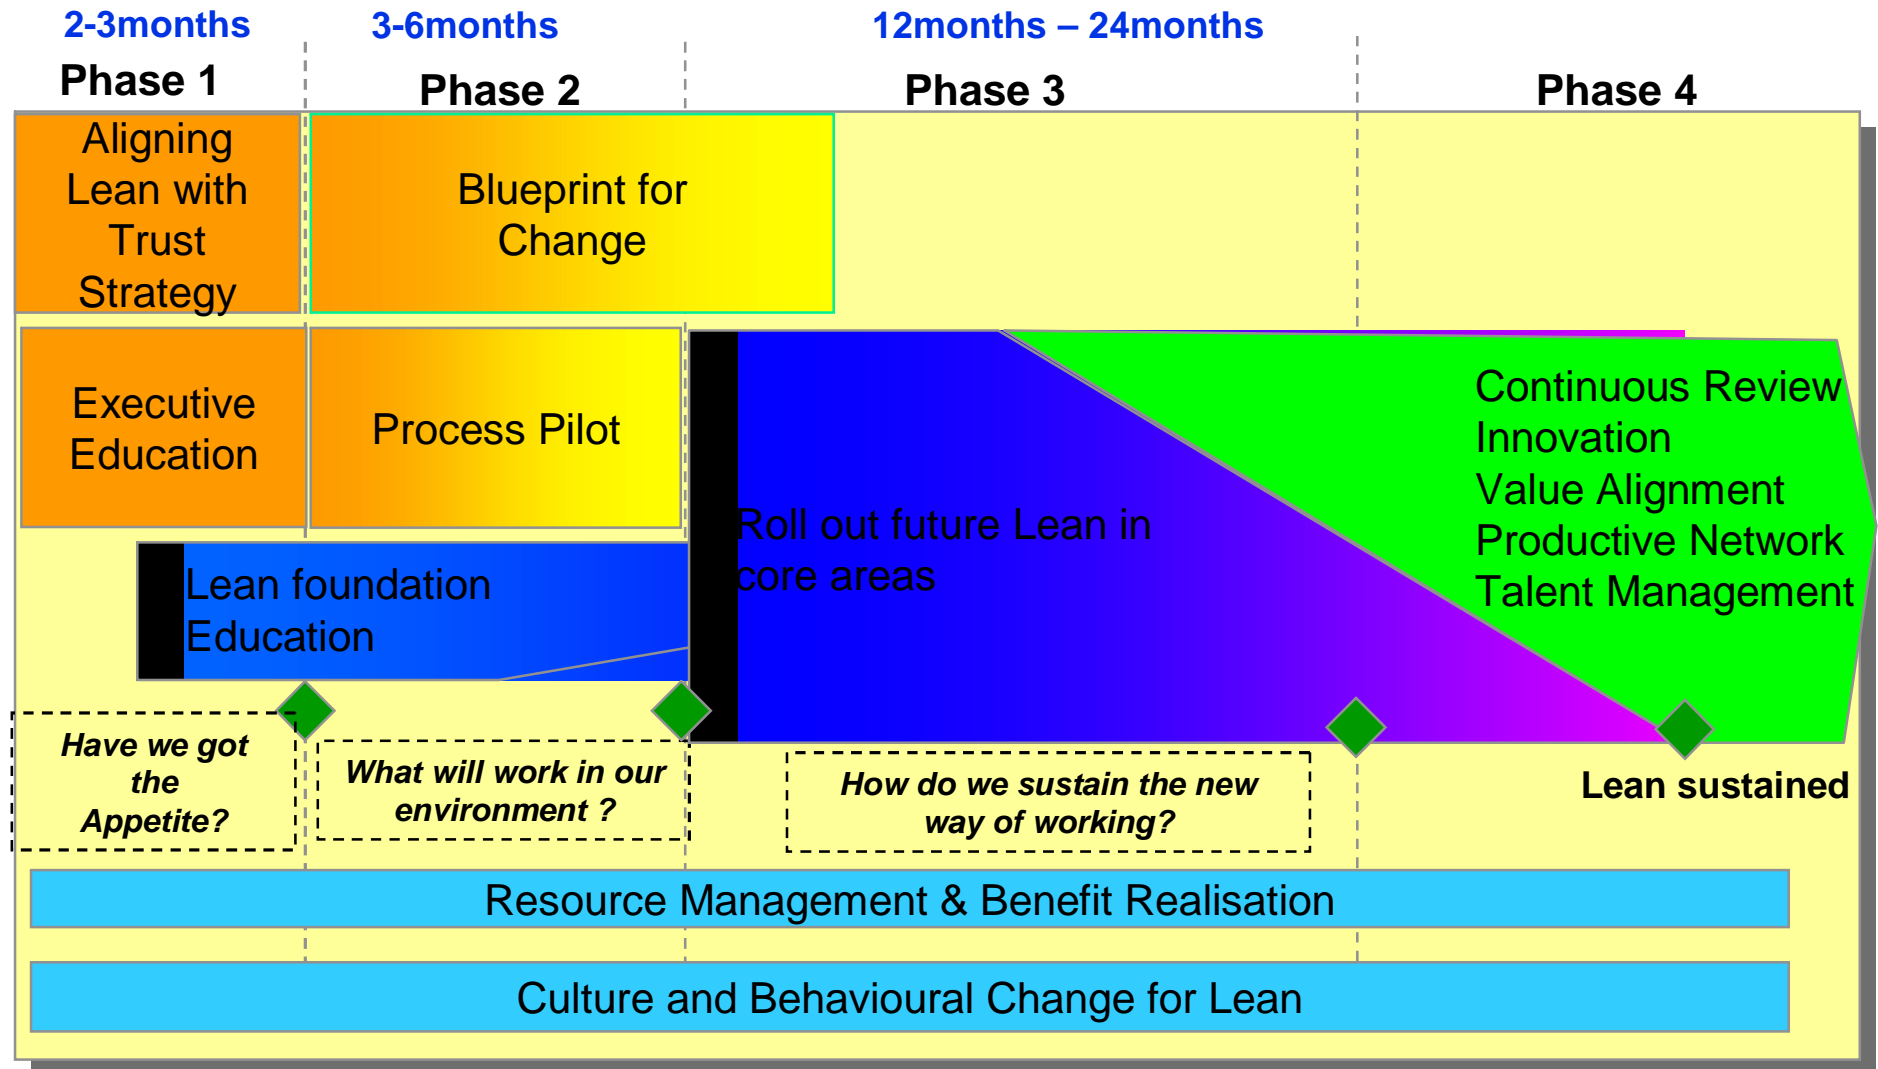 2-3months
3-6months
12months – 24months
Phase 1
Phase 2
Phase 3
Phase 4
Aligning
Lean with
Trust
Strategy
Blueprint for
Change
Executive
Education
Process Pilot
Roll out future Lean in
core areas
Continuous Review
Innovation
Value Alignment
Productive Network
Talent Management
Lean foundation
Education
Have we got
the
Appetite?
What will work in our
environment ?
How do we sustain the new
way of working?
Lean sustained
Resource Management & Benefit Realisation
Culture and Behavioural Change for Lean